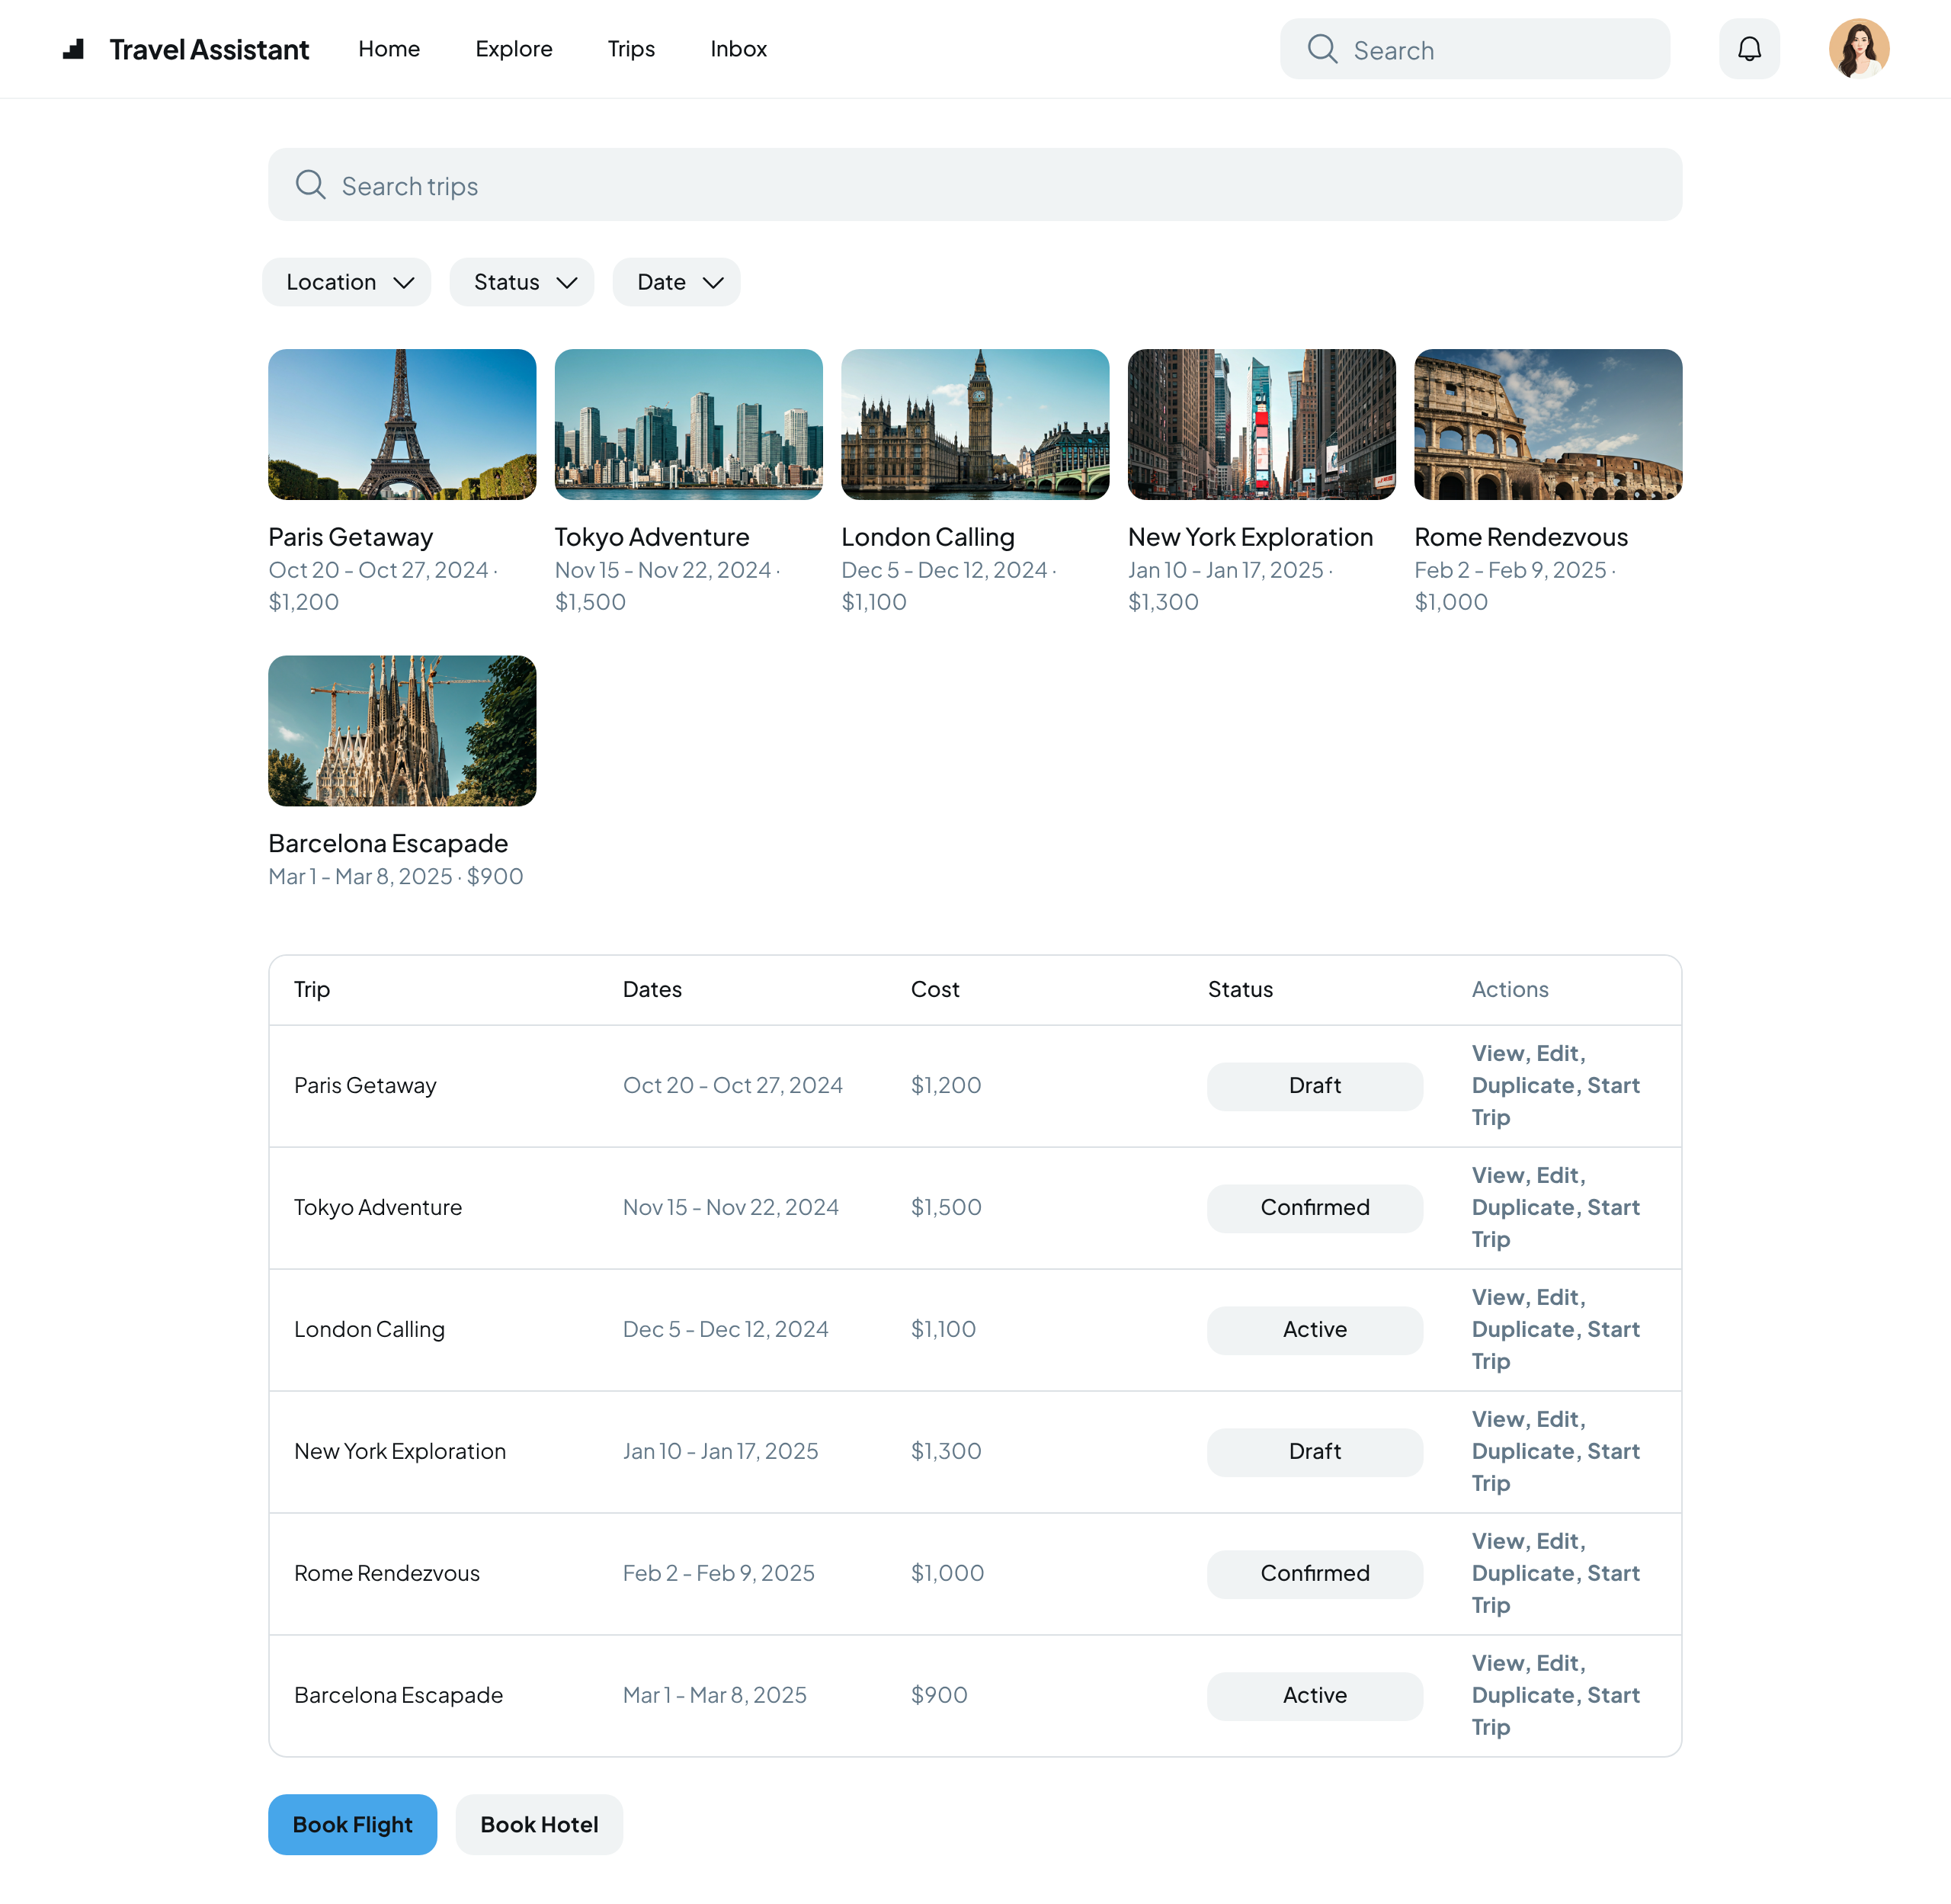 Travel Assistant
Home
Explore
Trips
Inbox
Search
Search trips
Location
Status
Date
Paris Getaway
Oct 20 - Oct 27, 2024 ·
$1,200
Tokyo Adventure
Nov 15 - Nov 22, 2024 ·
$1,500
London Calling
Dec 5 - Dec 12, 2024 ·
$1,100
New York Exploration
Jan 10 - Jan 17, 2025 ·
$1,300
Rome Rendezvous
Feb 2 - Feb 9, 2025 ·
$1,000
Barcelona Escapade
Mar 1 - Mar 8, 2025 · $900
Trip
Dates
Cost
Status
Actions
Paris Getaway
Oct 20 - Oct 27, 2024
$1,200
Draft
View, Edit,
Duplicate, Start
Trip
Tokyo Adventure
Nov 15 - Nov 22, 2024
$1,500
Confirmed
View, Edit,
Duplicate, Start
Trip
London Calling
Dec 5 - Dec 12, 2024
$1,100
Active
View, Edit,
Duplicate, Start
Trip
New York Exploration
Jan 10 - Jan 17, 2025
$1,300
Draft
View, Edit,
Duplicate, Start
Trip
Rome Rendezvous
Feb 2 - Feb 9, 2025
$1,000
Confirmed
View, Edit,
Duplicate, Start
Trip
Barcelona Escapade
Mar 1 - Mar 8, 2025
$900
Active
View, Edit,
Duplicate, Start
Trip
Book Flight
Book Hotel